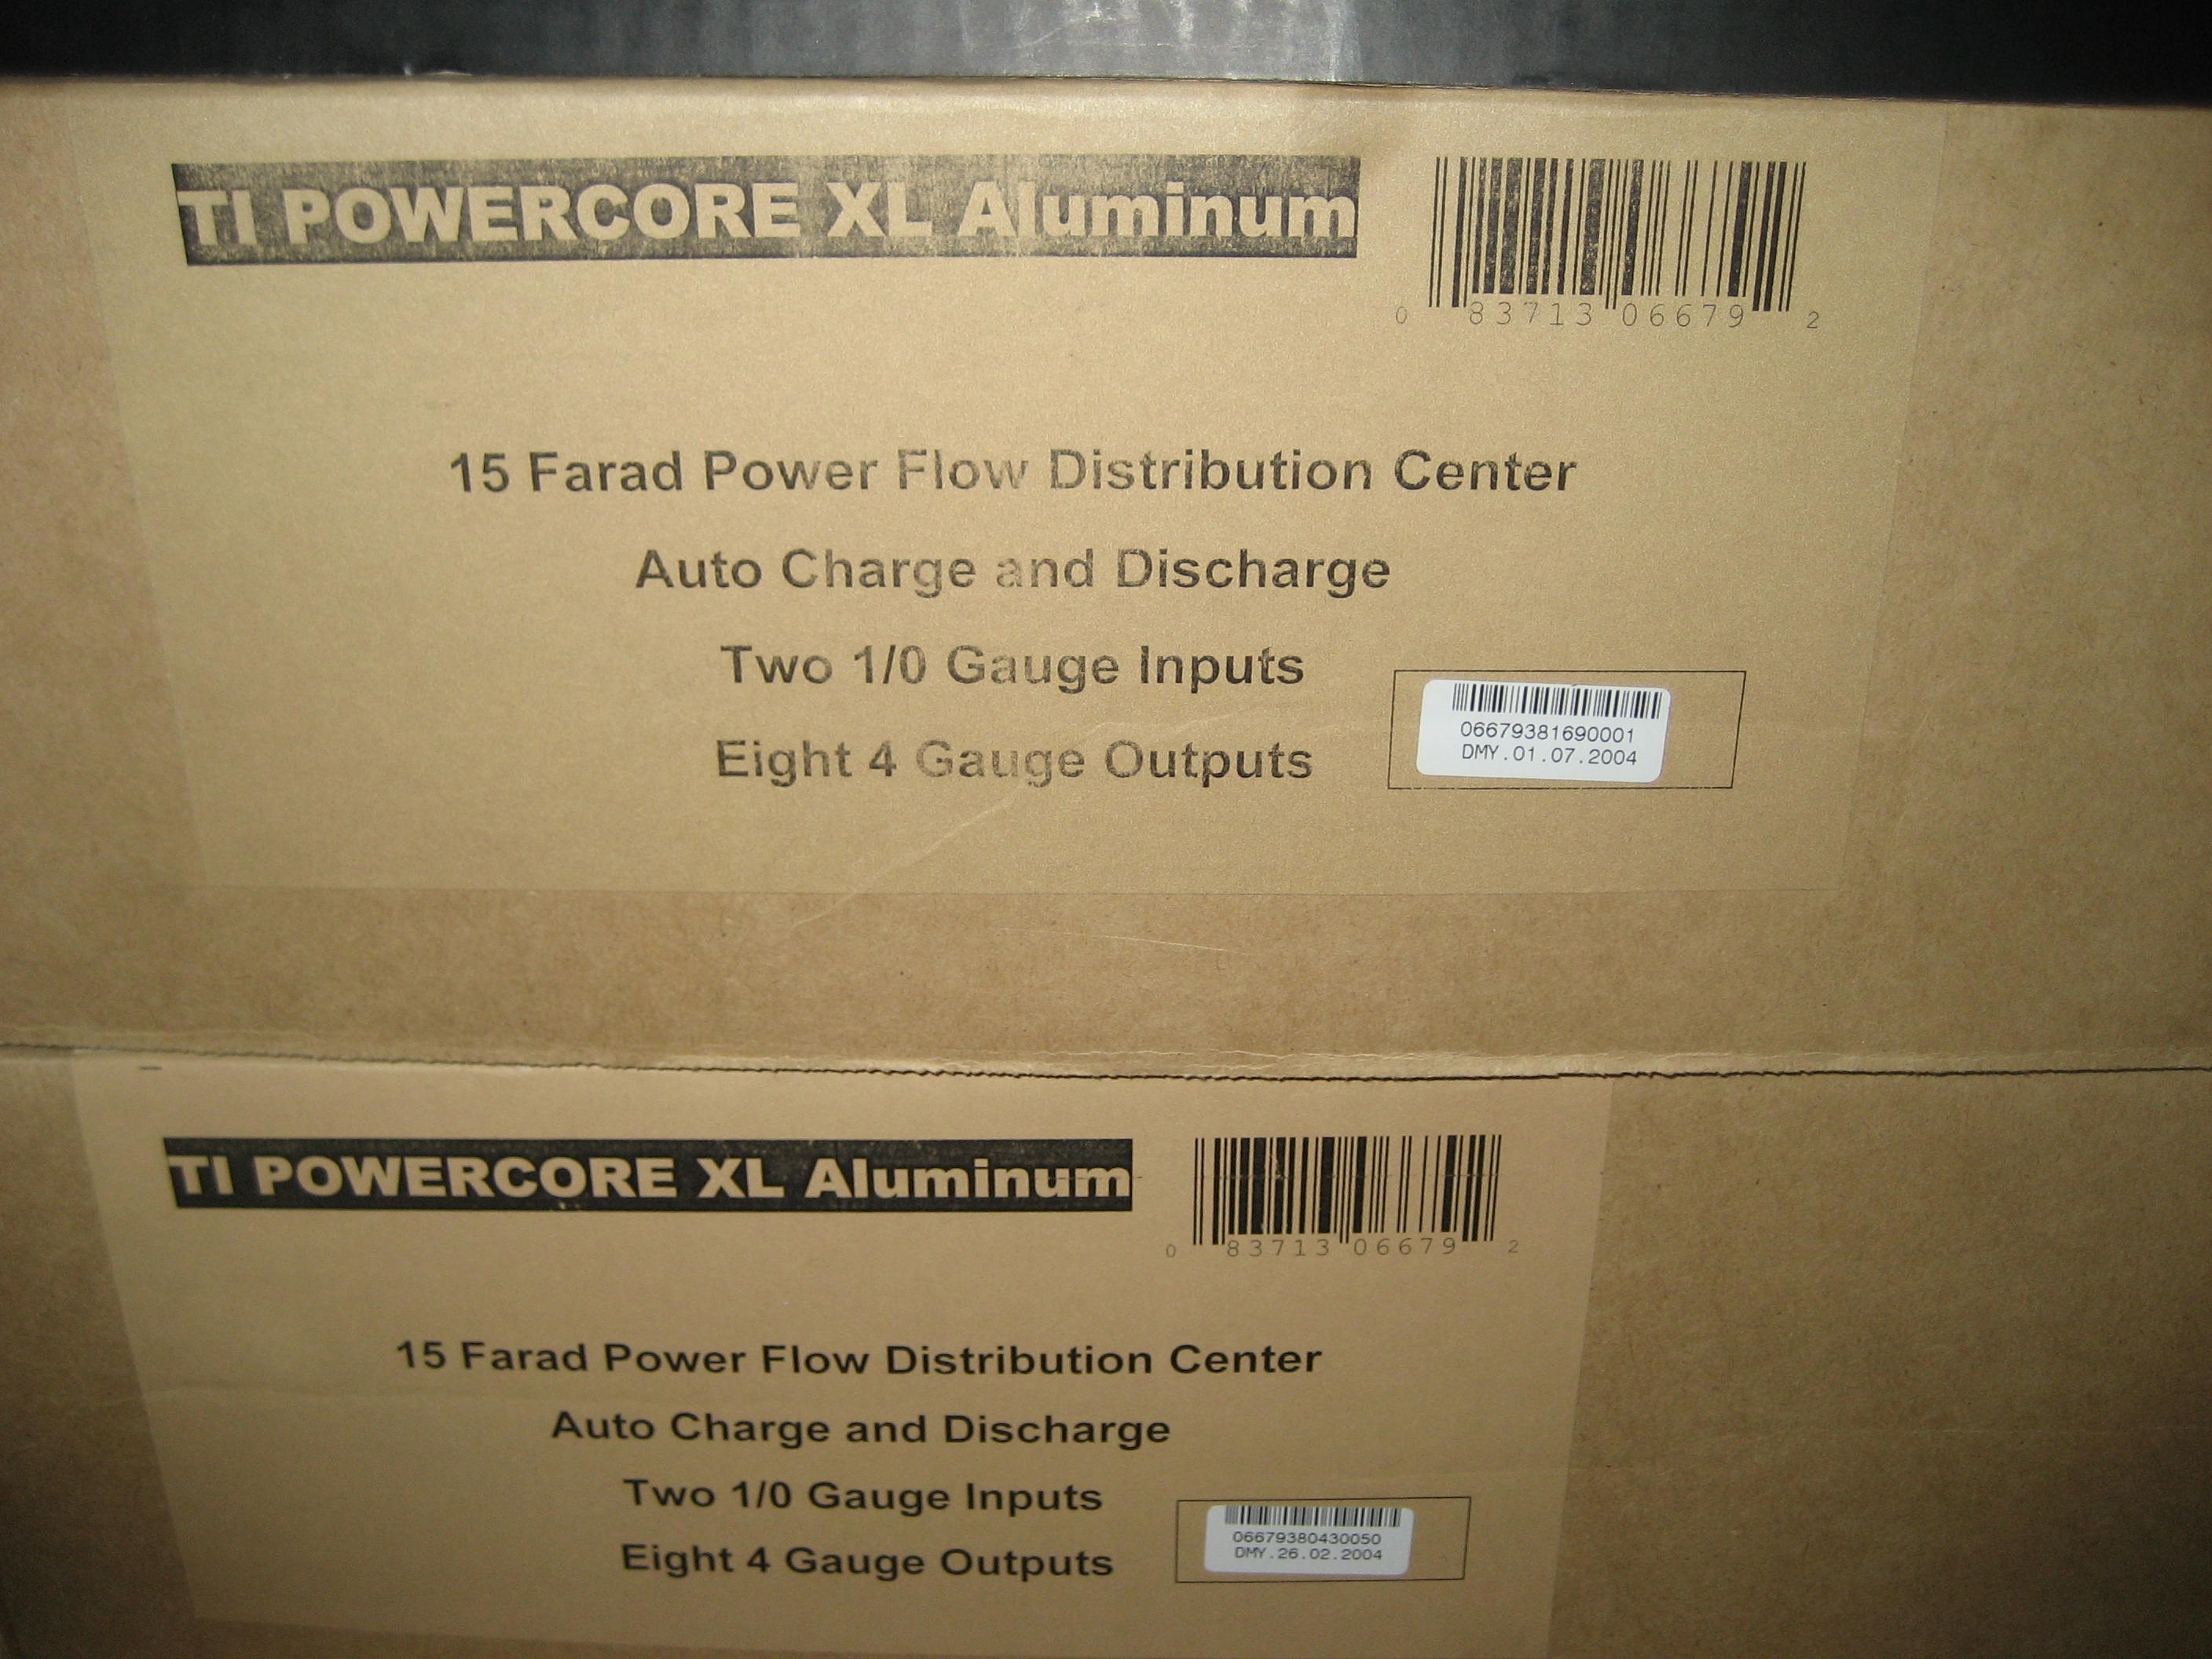 TI POWERCORE XL Aluminum
0 83713 06679 2
15 Farad Power Flow Distribution Center
Auto Charge and Discharge
Two 1/0 Gauge Inputs
Eight 4 Gauge Outputs
06679381690001
DMY.01.07.2004
TI POWERCORE XL Aluminum
0 83713 06679 2
15 Farad Power Flow Distribution Center
Auto Charge and Discharge
Two 1/0 Gauge Inputs
Eight 4 Gauge Outputs
06679380430050
DMY.26.02.2004